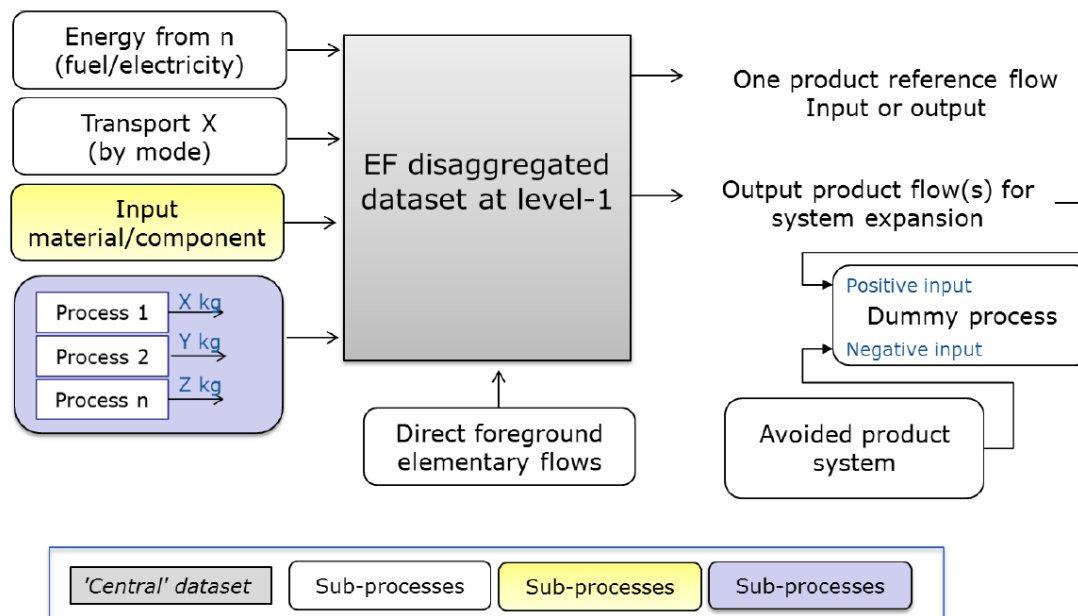 Energy from n
(fuel/electricity)
Transport X
(by mode)
Input
material/component
Process 1
X kg
Process 2
Y kg
Process n
Z kg
EF disaggregated
dataset at level-1
Direct foreground
elementary flows
One product reference flow
Input or output
Output product flow(s) for
system expansion
Positive input
Dummy process
Negative input
Avoided product
system
'Central' dataset
Sub-processes
Sub-processes
Sub-processes